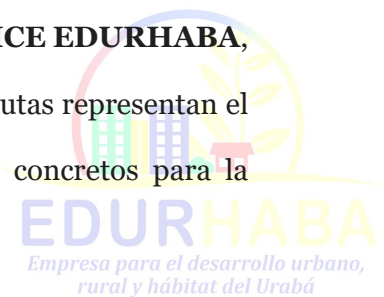 ICE EDURHABA,
utas representan el
concretos para la
EDURHABA
Empresa para el desarrollo urbano,
rural y hábitat del Urabá